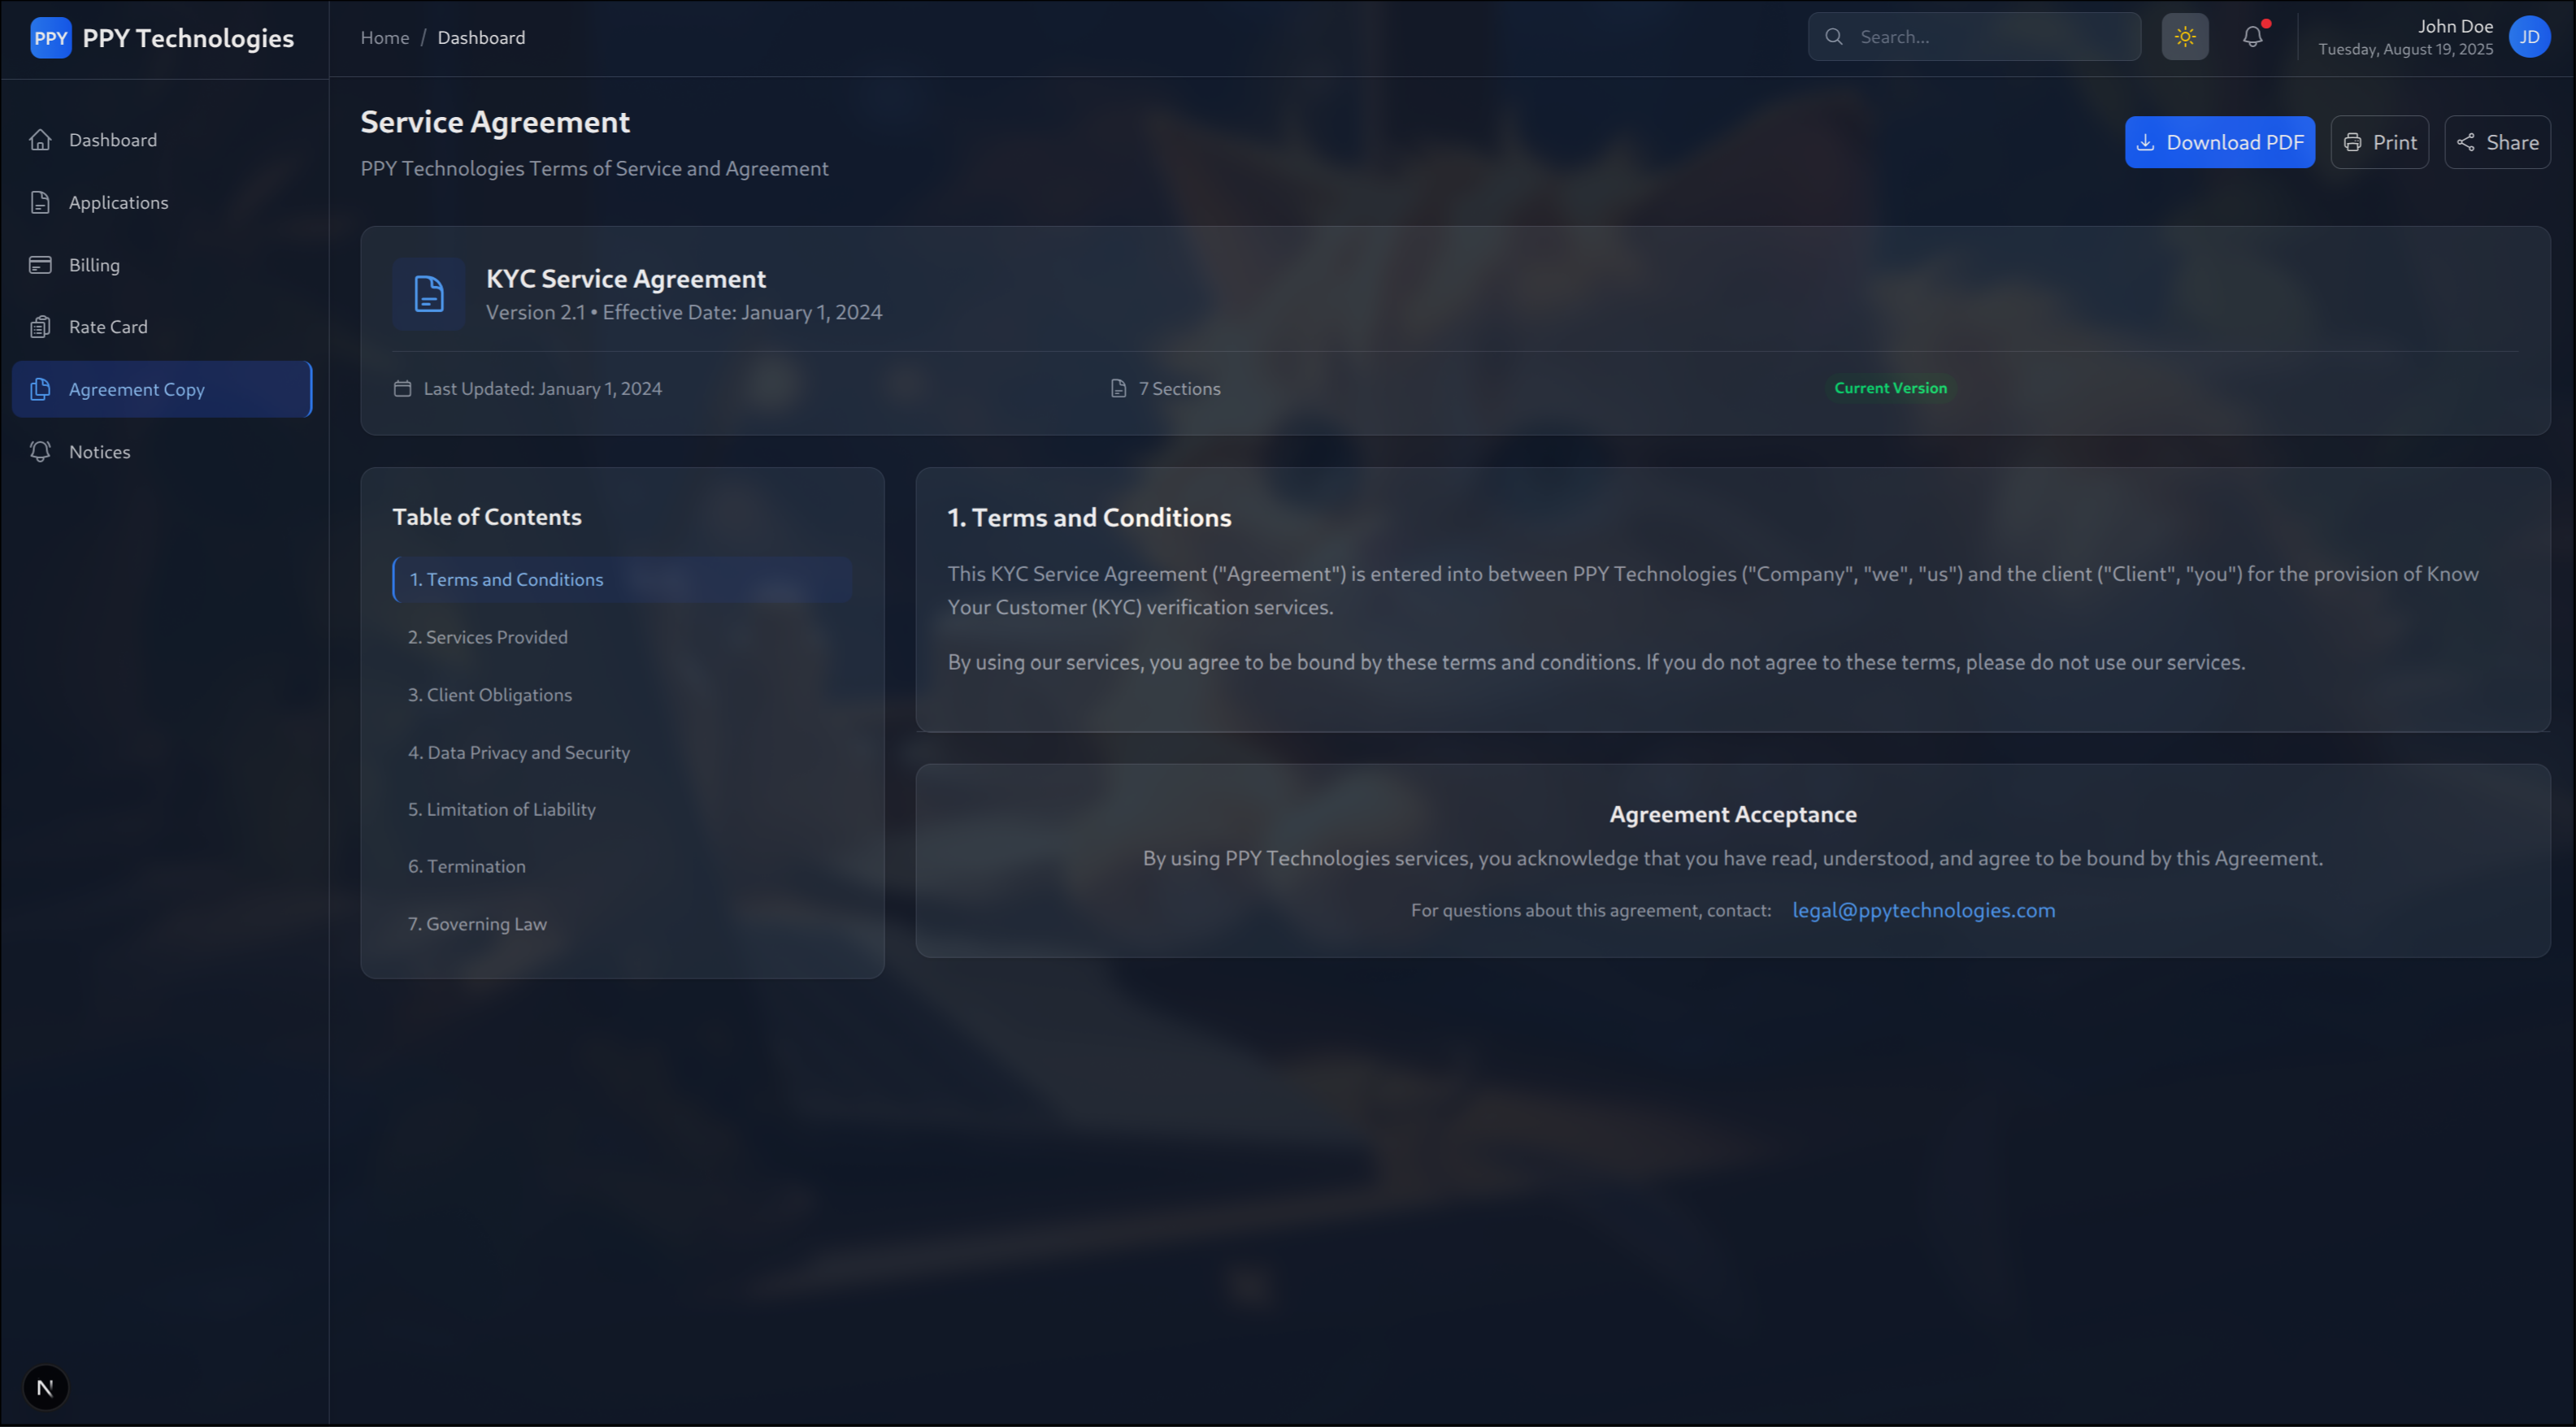 PPY PPY Technologies
Home / Dashboard
Search...
John Doe
Tuesday, August 19, 2025
JD
Dashboard
Applications
Billing
Rate Card
Agreement Copy
Notices
Service Agreement
PPY Technologies Terms of Service and Agreement
Download PDF
Print
Share
KYC Service Agreement
Version 2.1 • Effective Date: January 1, 2024
Last Updated: January 1, 2024
7 Sections
Current Version
Table of Contents
1. Terms and Conditions
2. Services Provided
3. Client Obligations
4. Data Privacy and Security
5. Limitation of Liability
6. Termination
7. Governing Law
1. Terms and Conditions
This KYC Service Agreement ("Agreement") is entered into between PPY Technologies ("Company", "we", "us") and the client ("Client", "you") for the provision of Know
Your Customer (KYC) verification services.
By using our services, you agree to be bound by these terms and conditions. If you do not agree to these terms, please do not use our services.
Agreement Acceptance
By using PPY Technologies services, you acknowledge that you have read, understood, and agree to be bound by this Agreement.
For questions about this agreement, contact: legal@ppytechnologies.com
N